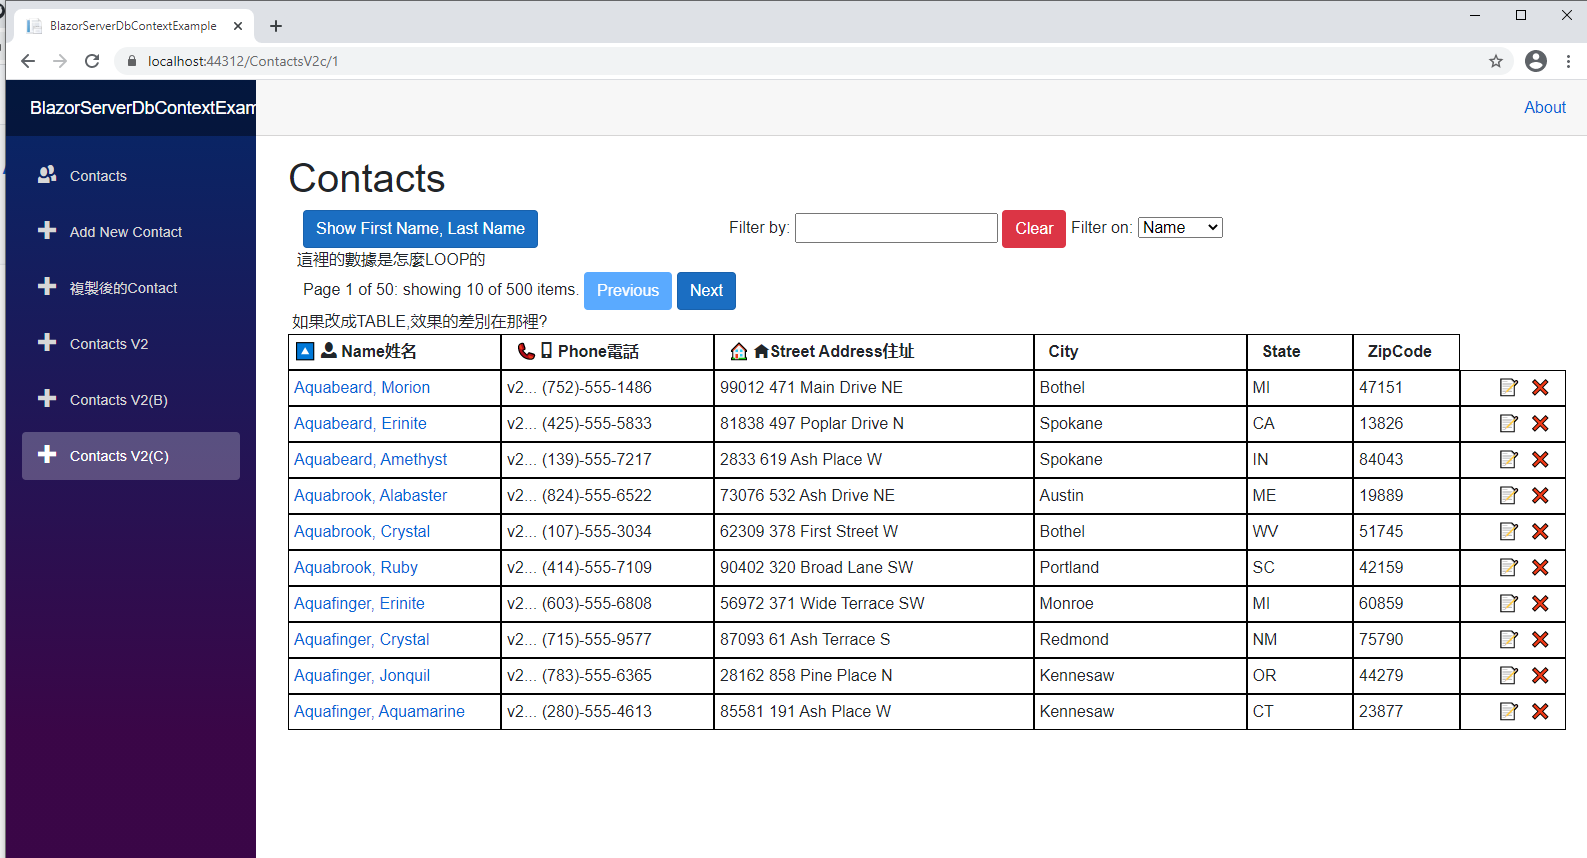 BlazorServerDbContextExample
localhost:44312/ContactsV2c/1
BlazorServerDbContextExam
About
Contacts
Add New Contact
複製後的Contact
Contacts V2
Contacts V2(B)
Contacts V2(C)
Contacts
Show First Name, Last Name Filter by: Clear Filter on: Name
這裡的數據是怎麼LOOP的
Page 1 of 50: showing 10 of 500 items. Previous Next
如果改成TABLE,效果的差別在那裡?
Name姓名 Phone電話 Street Address住址 City State ZipCode
Aquabeard, Morion v2... (752)-555-1486 99012 471 Main Drive NE Bothel MI 47151
Aquabeard, Erinite v2... (425)-555-5833 81838 497 Poplar Drive N Spokane CA 13826
Aquabeard, Amethyst v2... (139)-555-7217 2833 619 Ash Place W Spokane IN 84043
Aquabrook, Alabaster v2... (824)-555-6522 73076 532 Ash Drive NE Austin ME 19889
Aquabrook, Crystal v2... (107)-555-3034 62309 378 First Street W Bothel WV 51745
Aquabrook, Ruby v2... (414)-555-7109 90402 320 Broad Lane SW Portland SC 42159
Aquafinger, Erinite v2... (603)-555-6808 56972 371 Wide Terrace SW Monroe MI 60859
Aquafinger, Crystal v2... (715)-555-9577 87093 61 Ash Terrace S Redmond NM 75790
Aquafinger, Jonquil v2... (783)-555-6365 28162 858 Pine Place N Kennesaw OR 44279
Aquafinger, Aquamarine v2... (280)-555-4613 85581 191 Ash Place W Kennesaw CT 23877